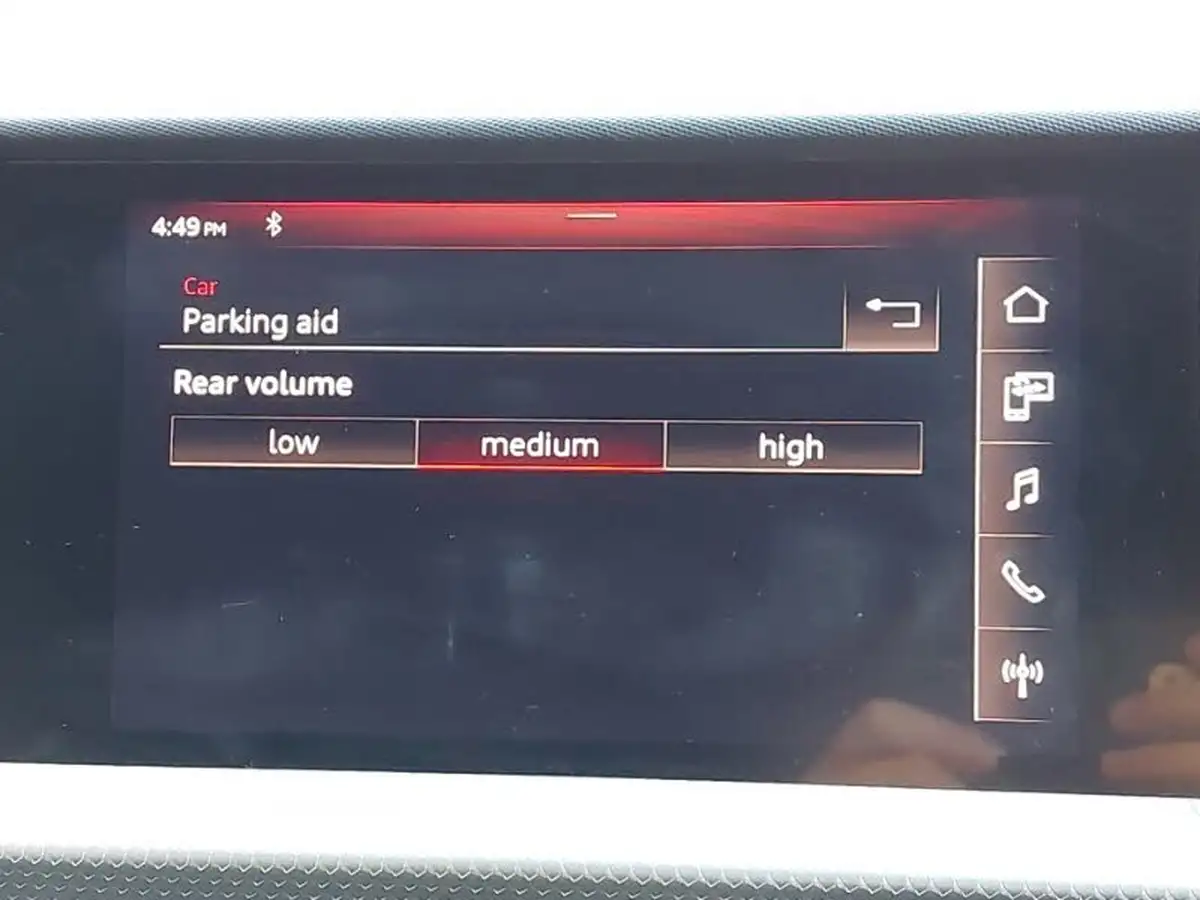 4:49 PM
Car
Parking aid
Rear volume
low medium high